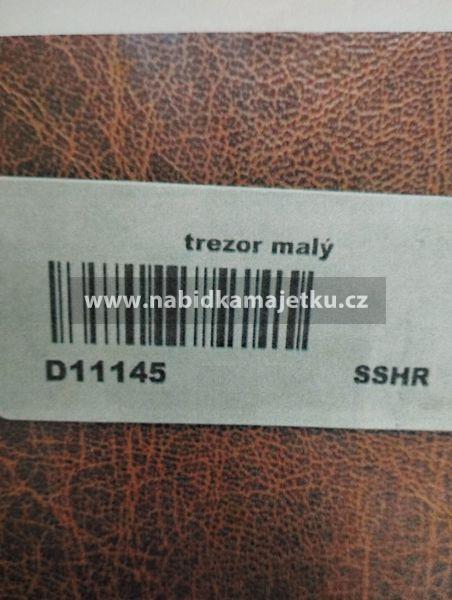 trezor malý
www.nabidkamajetku.cz
D11145 SSHR